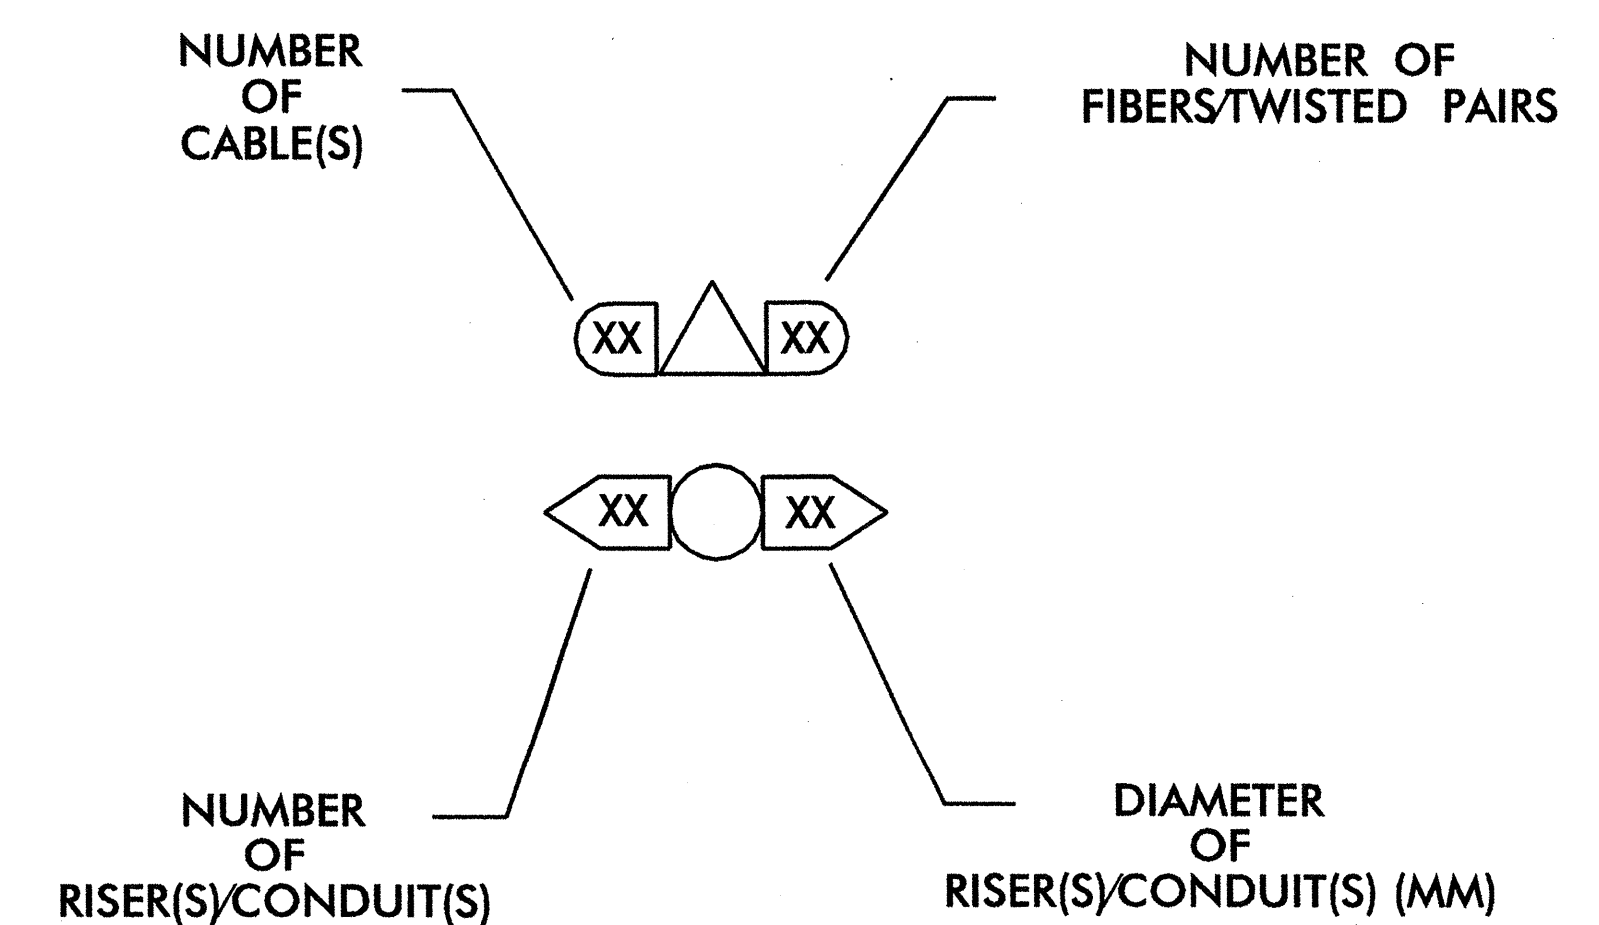 NUMBER
OF
CABLE(S)
NUMBER OF
FIBERS/TWISTED PAIRS
XX
XX
XX
XX
NUMBER
OF
RISER(S)/CONDUIT(S)
DIAMETER
OF
RISER(S)/CONDUIT(S) (MM)